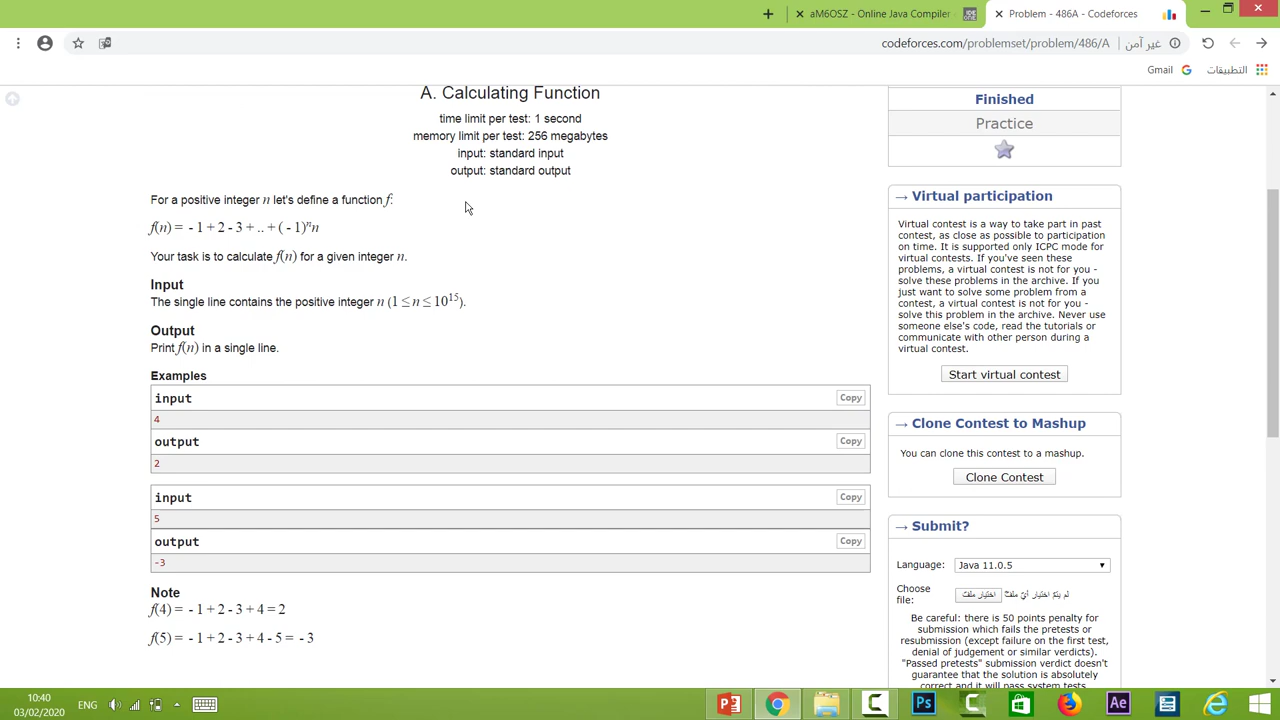 aM6OSZ - Online Java Compiler
Problem - 486A - Codeforces
codeforces.com/problemset/problem/486/A
غير آمن
Gmail
التطبيقات
A. Calculating Function
time limit per test: 1 second
memory limit per test: 256 megabytes
input: standard input
output: standard output
For a positive integer n let's define a function f:
f(n) = - 1 + 2 - 3 + .. + ( - 1)ⁿn
Your task is to calculate f(n) for a given integer n.
Input
The single line contains the positive integer n (1 ≤ n ≤ 10¹⁵).
Output
Print f(n) in a single line.
Examples
input
Copy
4
output
Copy
2
input
Copy
5
output
Copy
-3
Note
f(4) = - 1 + 2 - 3 + 4 = 2
f(5) = - 1 + 2 - 3 + 4 - 5 = - 3
Finished
Practice
→ Virtual participation
Virtual contest is a way to take part in past
contest, as close as possible to participation
on time. It is supported only ICPC mode for
virtual contests. If you've seen these
problems, a virtual contest is not for you -
solve these problems in the archive. If you
just want to solve some problem from a
contest, a virtual contest is not for you -
solve this problem in the archive. Never use
someone else's code, read the tutorials or
communicate with other person during a
virtual contest.
Start virtual contest
→ Clone Contest to Mashup
You can clone this contest to a mashup.
Clone Contest
→ Submit?
Language:
Java 11.0.5
Choose
file:
اختيار ملف
لم يتم اختيار أي ملف
Be careful: there is 50 points penalty for
submission which fails the pretests or
resubmission (except failure on the first test,
denial of judgement or similar verdicts).
"Passed pretests" submission verdict doesn't
guarantee that the solution is absolutely
correct and it will pass system tests.
10:40
03/02/2020
ENG
Ps
Ae